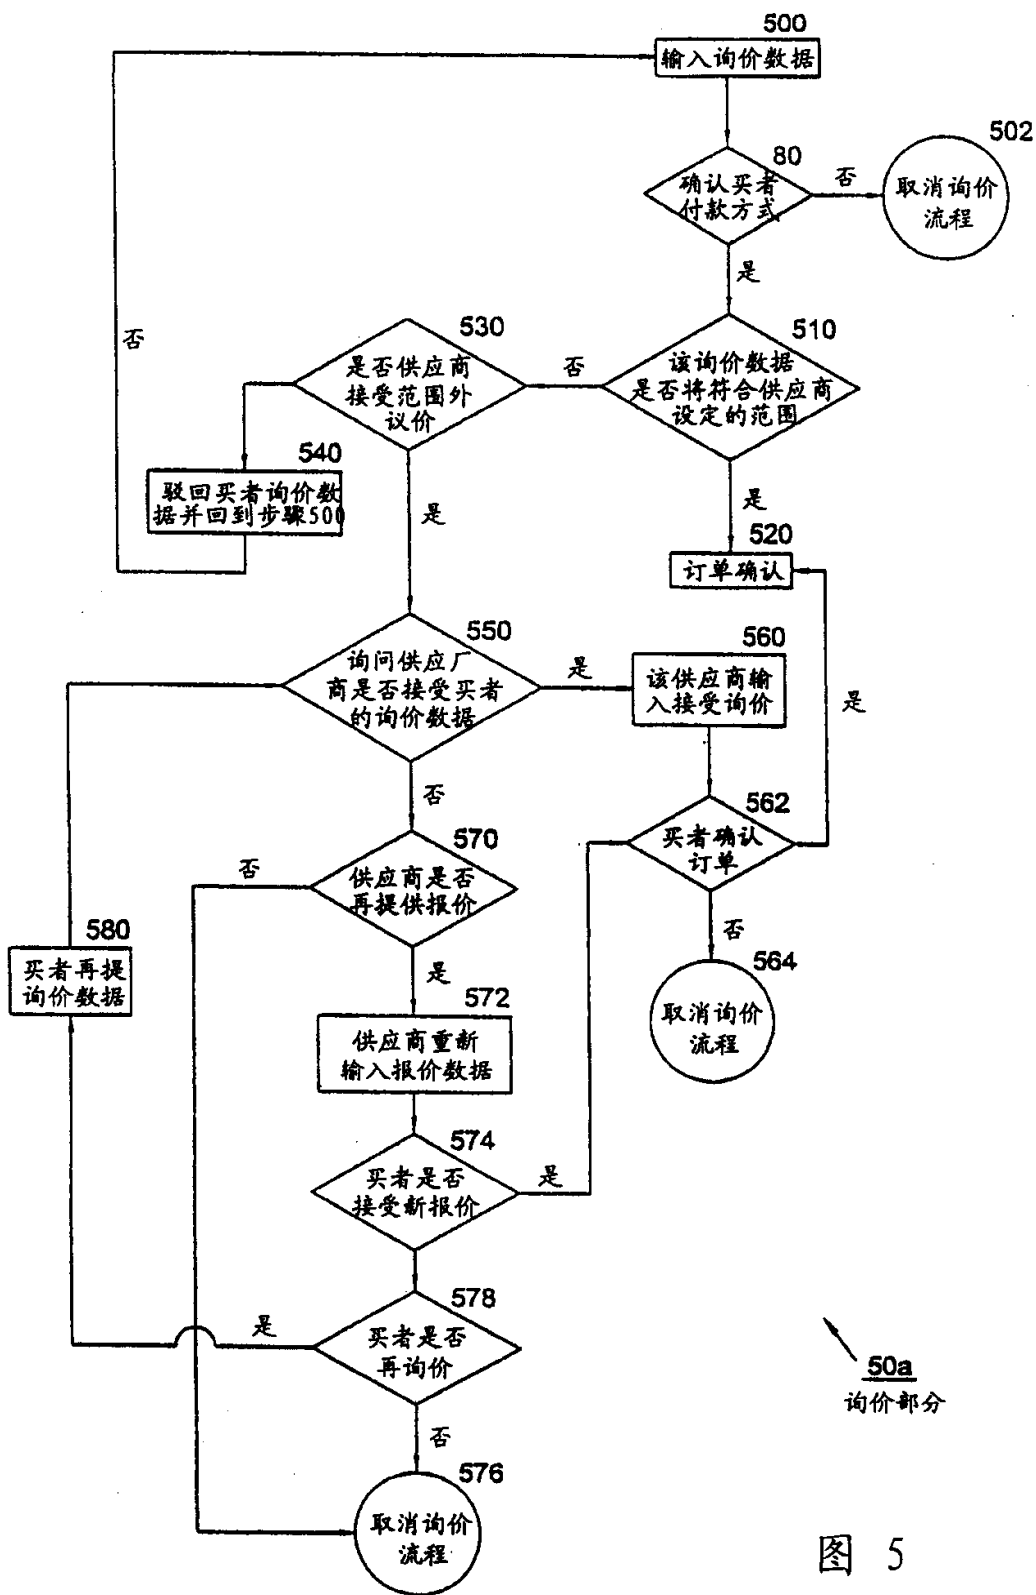 500
输入询价数据
80
确认买者
付款方式
否
502
取消询价
流程
是
530
是否供应商
接受范围外
议价
否
510
该询价数据
是否将符合供应商
设定的范围
否
540
驳回买者询价数
据并回到步骤500
是
是
520
订单确认
550
询问供应厂
商是否接受买者
的询价数据
是
560
该供应商输
入接受询价
是
否
562
买者确认
订单
570
供应商是否
再提供报价
否
否
564
取消询价
流程
580
买者再提
询价数据
是
572
供应商重新
输入报价数据
574
买者是否
接受新报价
是
578
买者是否
再询价
是
50a
询价部分
否
576
取消询价
流程
图 5